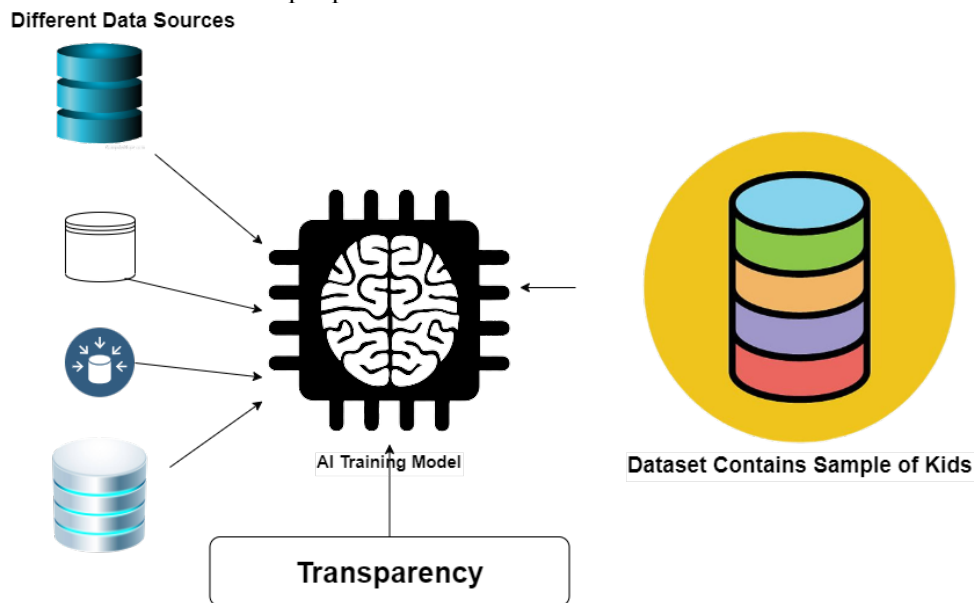 Different Data Sources
AI Training Model
Dataset Contains Sample of Kids
Transparency